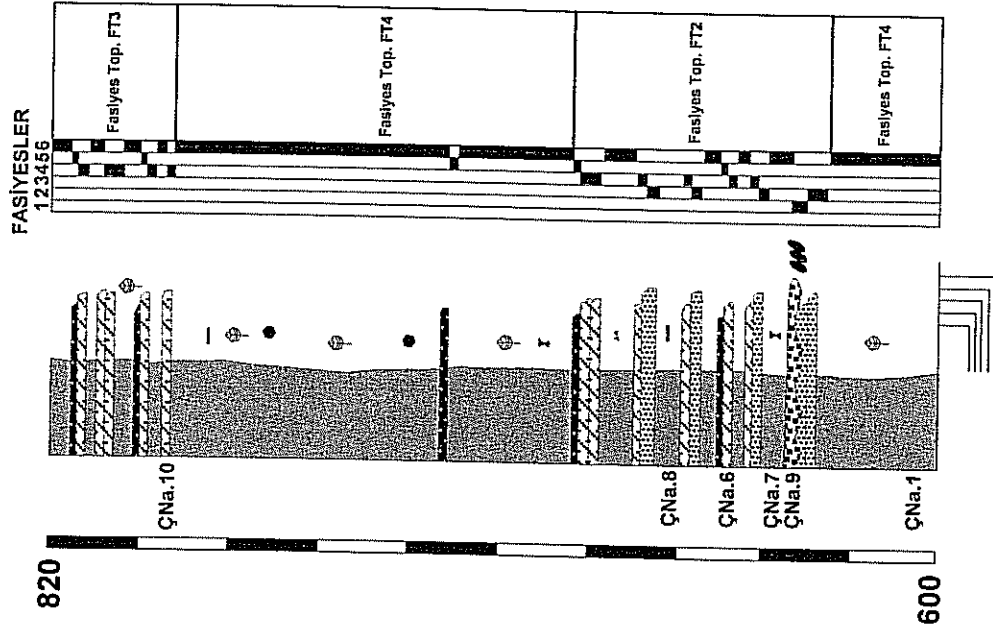 FASİYESLER
123456
Fasiyes Top. FT3
Fasiyes Top. FT4
Fasiyes Top. FT2
Fasiyes Top. FT4
820
ÇNa.10
ÇNa.8
ÇNa.6
ÇNa.7
ÇNa.9
ÇNa.1
600